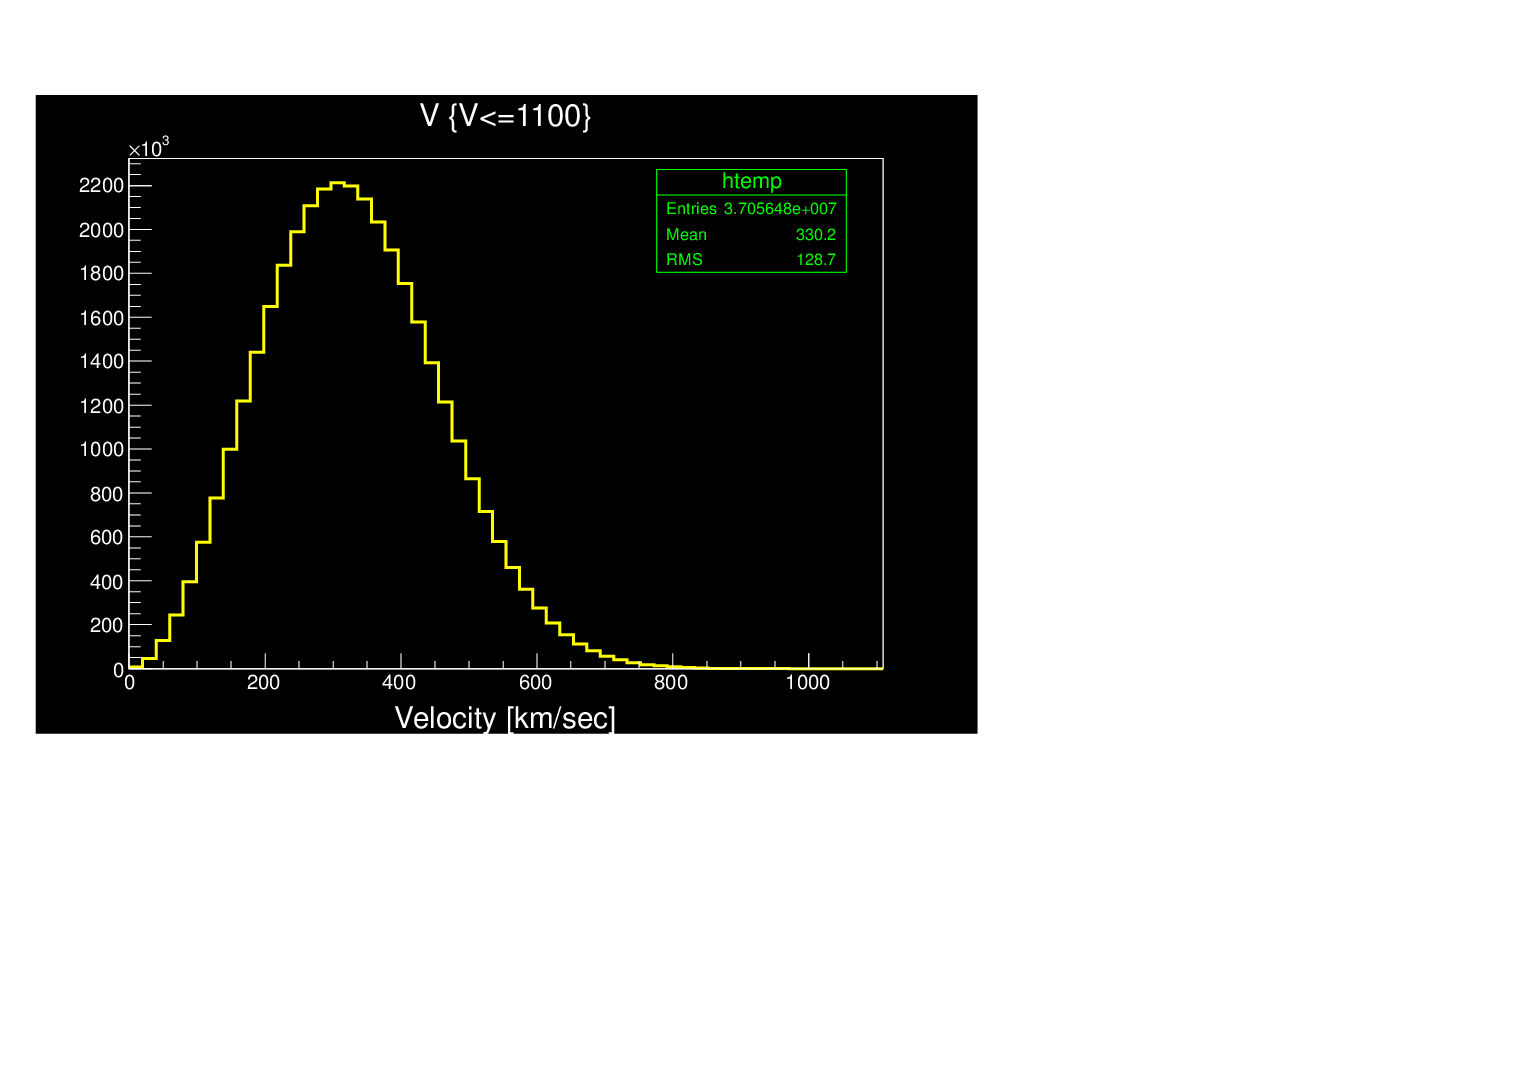 V {V<=1100}
×10³
2200
2000
1800
1600
1400
1200
1000
800
600
400
200
0
htemp
Entries 3.705648e+007
Mean 330.2
RMS 128.7
0 200 400 600 800 1000
Velocity [km/sec]